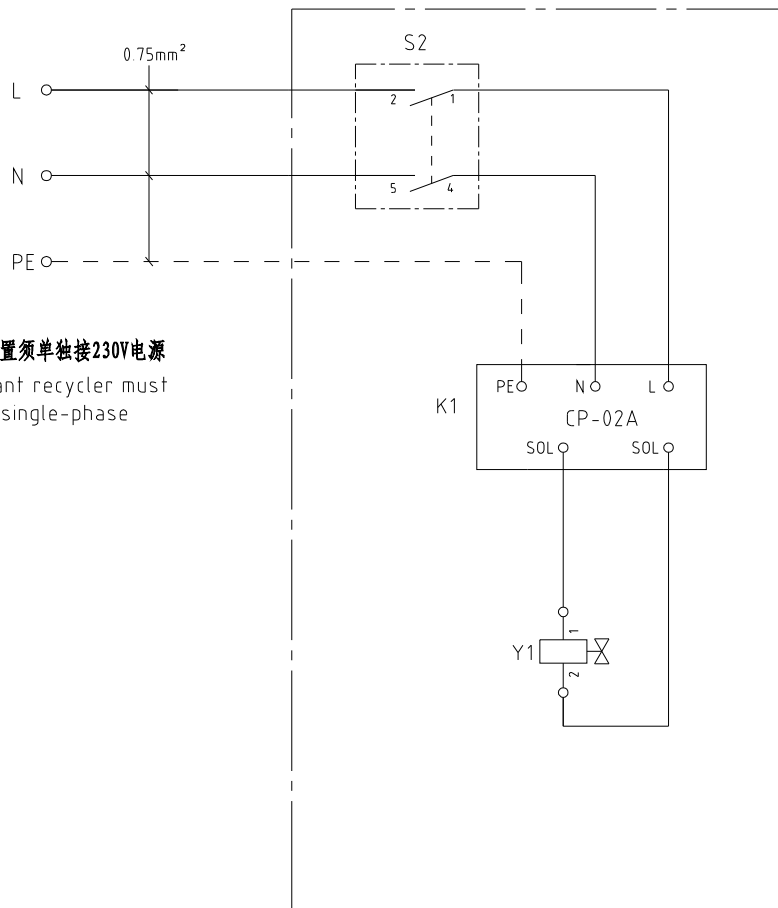 S2
0.75mm²
L
2 1
N
5 4
PE
置须单独接230V电源
ant recycler must
single-phase
K1
PE N L
CP-02A
SOL SOL
1
Y1
2